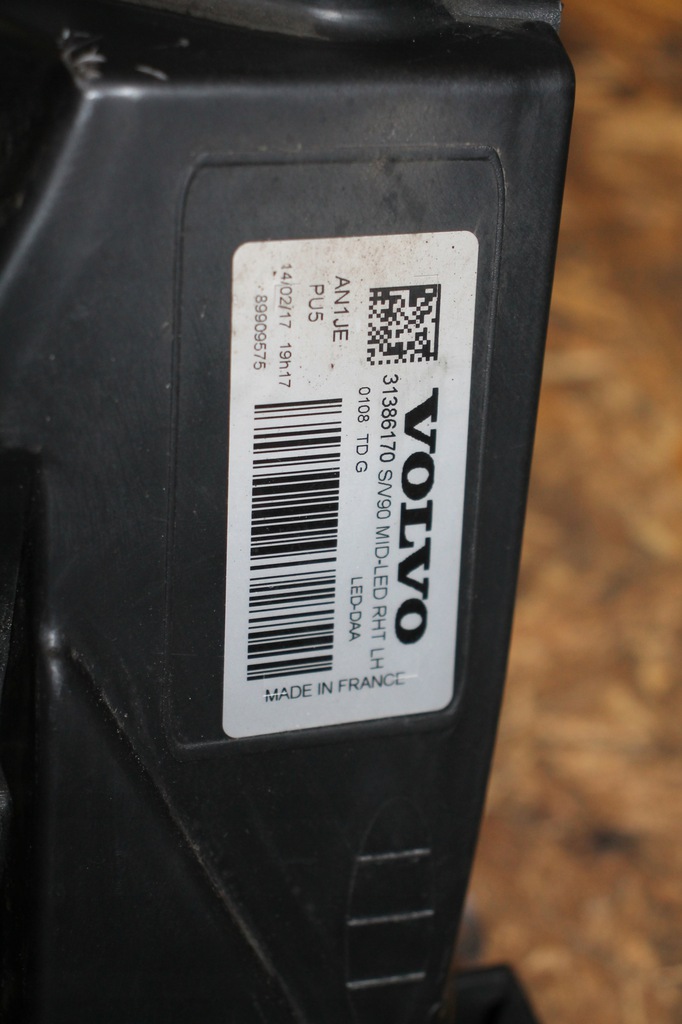 VOLVO
31386170 S/V90 MID-LED RHT LH
0108 TD G
LED-DAA
AN1JE
PU5
14/02/17 19h17
89909575
MADE IN FRANCE